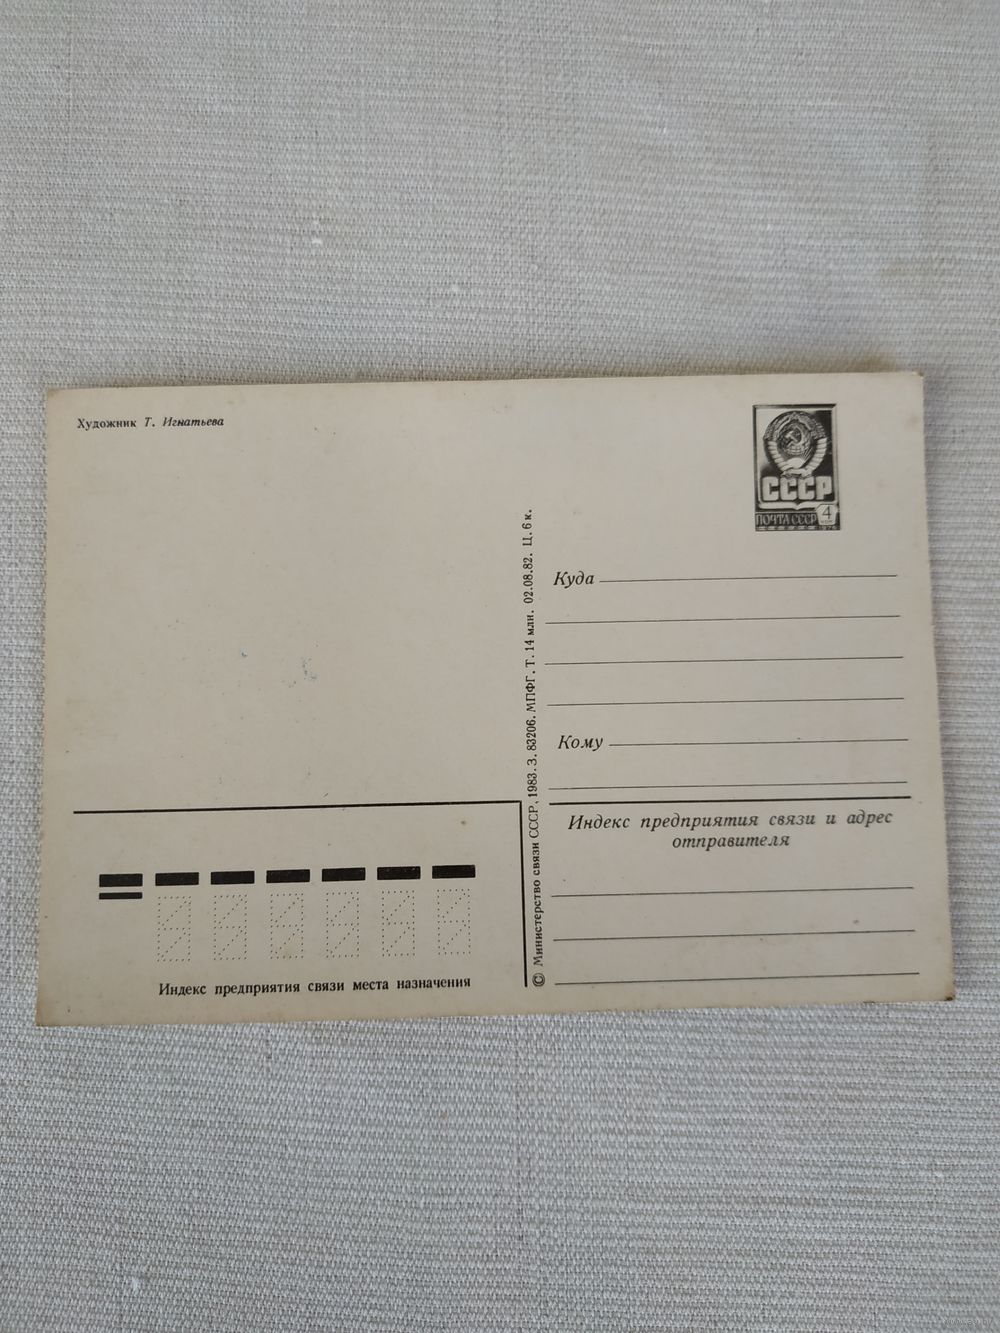 Художник Т. Игнатьева
СССР
ПОЧТА СССР 4
Куда
Кому
Индекс предприятия связи и адрес
отправителя
© Министерство связи СССР, 1983. З. 83206. МПФГ. Т. 14 млн. 02.08.82. Ц. 6 к.
Индекс предприятия связи места назначения